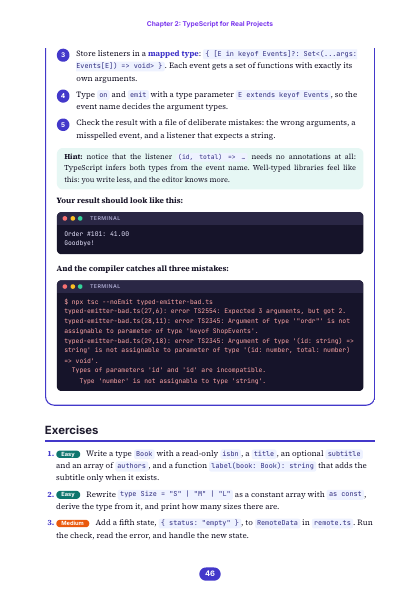 Chapter 2: TypeScript for Real Projects
3 Store listeners in a mapped type: { [E in keyof Events]?: Set<(...args:
Events[E]) => void> } . Each event gets a set of functions with exactly its
own arguments.
4 Type on and emit with a type parameter E extends keyof Events , so the
event name decides the argument types.
5 Check the result with a file of deliberate mistakes: the wrong arguments, a
misspelled event, and a listener that expects a string.
Hint: notice that the listener (id, total) => … needs no annotations at all:
TypeScript infers both types from the event name. Well-typed libraries feel like
this: you write less, and the editor knows more.
Your result should look like this:
TERMINAL
Order #101: 41.00
Goodbye!
And the compiler catches all three mistakes:
TERMINAL
$ npx tsc --noEmit typed-emitter-bad.ts
typed-emitter-bad.ts(27,6): error TS2554: Expected 3 arguments, but got 2.
typed-emitter-bad.ts(28,11): error TS2345: Argument of type '"ordr"' is not
assignable to parameter of type 'keyof ShopEvents'.
typed-emitter-bad.ts(29,18): error TS2345: Argument of type '(id: string) =>
string' is not assignable to parameter of type '(id: number, total: number)
=> void'.
Types of parameters 'id' and 'id' are incompatible.
Type 'number' is not assignable to type 'string'.
Exercises
1. Easy Write a type Book with a read-only isbn , a title , an optional subtitle
and an array of authors , and a function label(book: Book): string that adds the
subtitle only when it exists.
2. Easy Rewrite type Size = "S" | "M" | "L" as a constant array with as const ,
derive the type from it, and print how many sizes there are.
3. Medium Add a fifth state, { status: "empty" } , to RemoteData in remote.ts . Run
the check, read the error, and handle the new state.
46